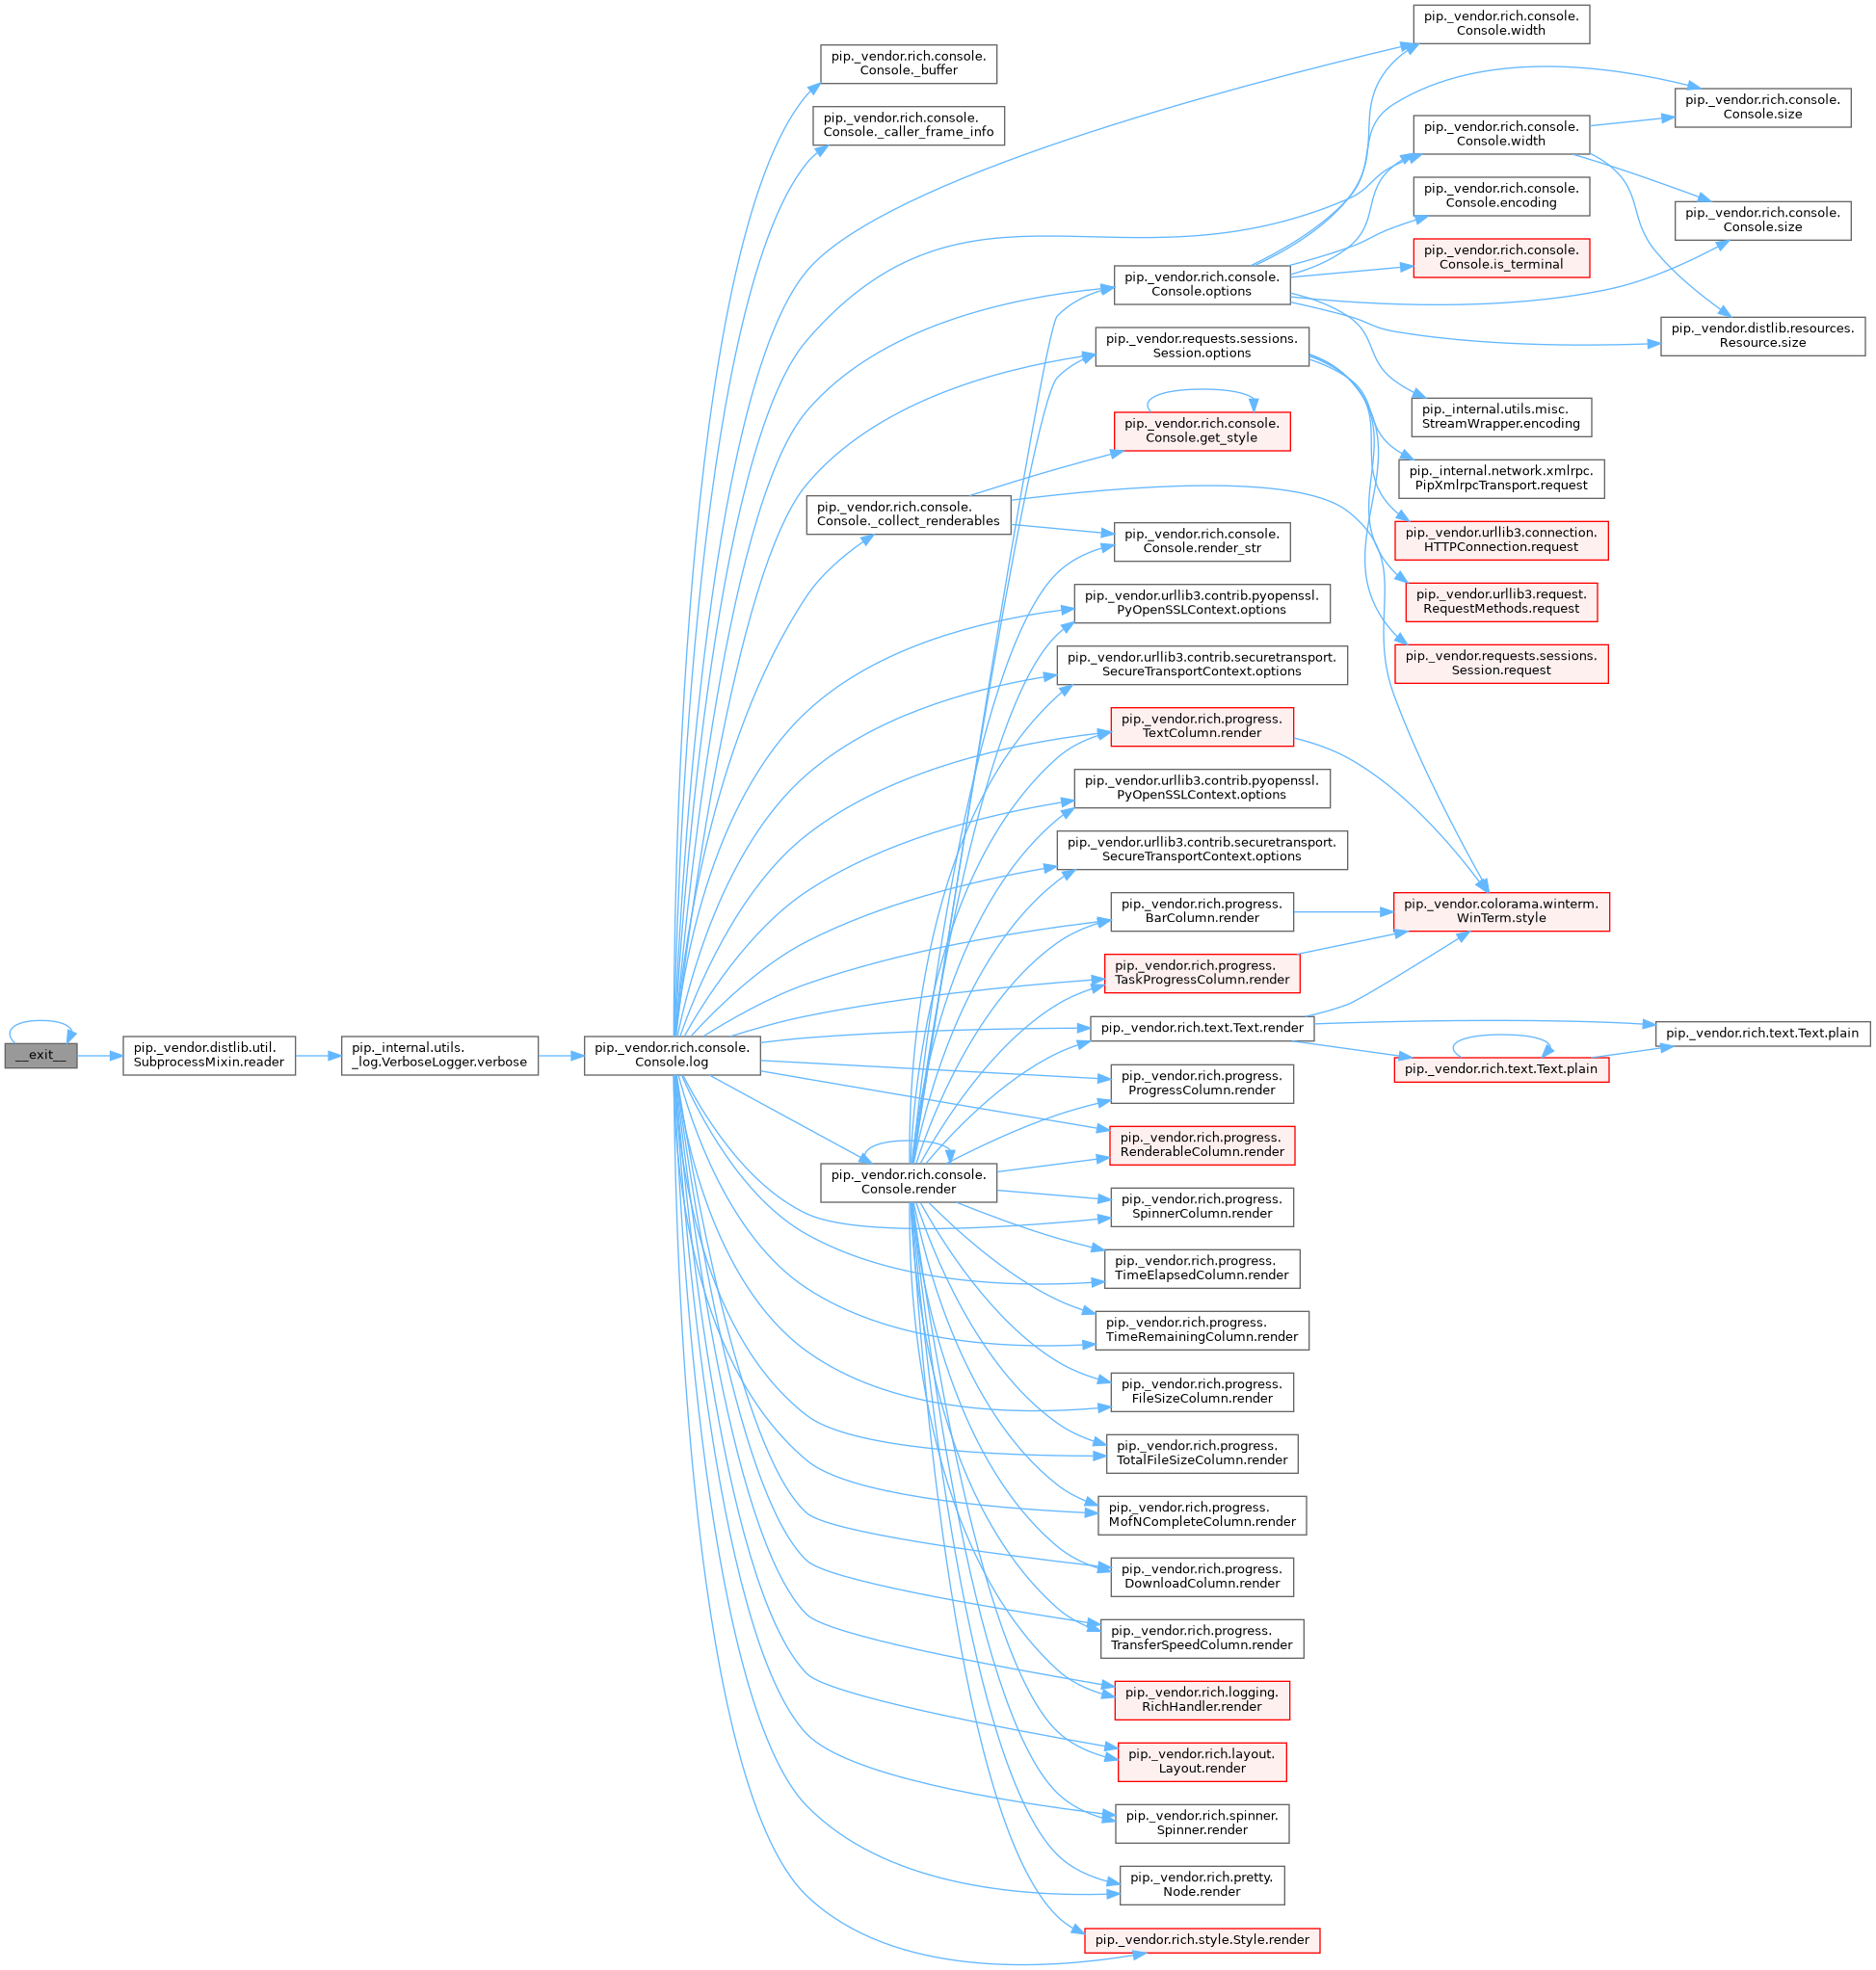 __exit__
pip._vendor.distlib.util.
SubprocessMixin.reader
pip._internal.utils.
_log.VerboseLogger.verbose
pip._vendor.rich.console.
Console.log
pip._vendor.rich.console.
Console._buffer
pip._vendor.rich.console.
Console._caller_frame_info
pip._vendor.rich.console.
Console._collect_renderables
pip._vendor.rich.console.
Console.render
pip._vendor.rich.console.
Console.options
pip._vendor.requests.sessions.
Session.options
pip._vendor.rich.console.
Console.get_style
pip._vendor.rich.console.
Console.render_str
pip._vendor.urllib3.contrib.pyopenssl.
PyOpenSSLContext.options
pip._vendor.urllib3.contrib.securetransport.
SecureTransportContext.options
pip._vendor.rich.progress.
TextColumn.render
pip._vendor.urllib3.contrib.pyopenssl.
PyOpenSSLContext.options
pip._vendor.urllib3.contrib.securetransport.
SecureTransportContext.options
pip._vendor.rich.progress.
BarColumn.render
pip._vendor.rich.progress.
TaskProgressColumn.render
pip._vendor.rich.text.Text.render
pip._vendor.rich.progress.
ProgressColumn.render
pip._vendor.rich.progress.
RenderableColumn.render
pip._vendor.rich.progress.
SpinnerColumn.render
pip._vendor.rich.progress.
TimeElapsedColumn.render
pip._vendor.rich.progress.
TimeRemainingColumn.render
pip._vendor.rich.progress.
FileSizeColumn.render
pip._vendor.rich.progress.
TotalFileSizeColumn.render
pip._vendor.rich.progress.
MofNCompleteColumn.render
pip._vendor.rich.progress.
DownloadColumn.render
pip._vendor.rich.progress.
TransferSpeedColumn.render
pip._vendor.rich.logging.
RichHandler.render
pip._vendor.rich.layout.
Layout.render
pip._vendor.rich.spinner.
Spinner.render
pip._vendor.rich.pretty.
Node.render
pip._vendor.rich.style.Style.render
pip._vendor.rich.console.
Console.width
pip._vendor.rich.console.
Console.width
pip._vendor.rich.console.
Console.encoding
pip._vendor.rich.console.
Console.is_terminal
pip._internal.utils.misc.
StreamWrapper.encoding
pip._internal.network.xmlrpc.
PipXmlrpcTransport.request
pip._vendor.urllib3.connection.
HTTPConnection.request
pip._vendor.urllib3.request.
RequestMethods.request
pip._vendor.requests.sessions.
Session.request
pip._vendor.colorama.winterm.
WinTerm.style
pip._vendor.rich.text.Text.plain
pip._vendor.rich.console.
Console.size
pip._vendor.rich.console.
Console.size
pip._vendor.distlib.resources.
Resource.size
pip._vendor.rich.text.Text.plain